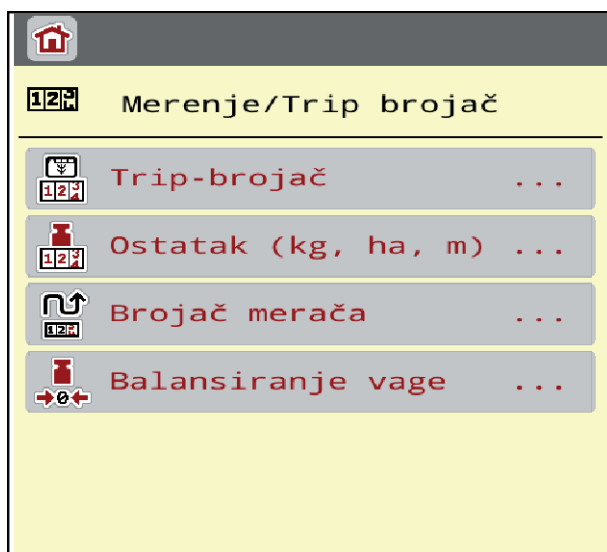 Merenje/Trip brojač
Trip-brojač ...
Ostatak (kg, ha, m) ...
Brojač merača ...
Balansiranje vage ...